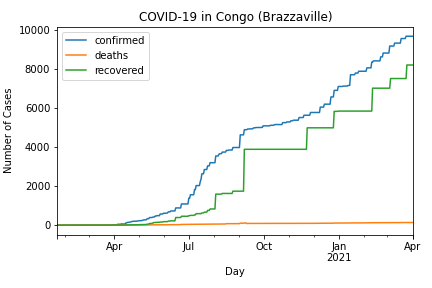 COVID-19 in Congo (Brazzaville)
confirmed
deaths
recovered
Number of Cases
10000
8000
6000
4000
2000
0
Apr
Jul
Oct
Jan
2021
Apr
Day